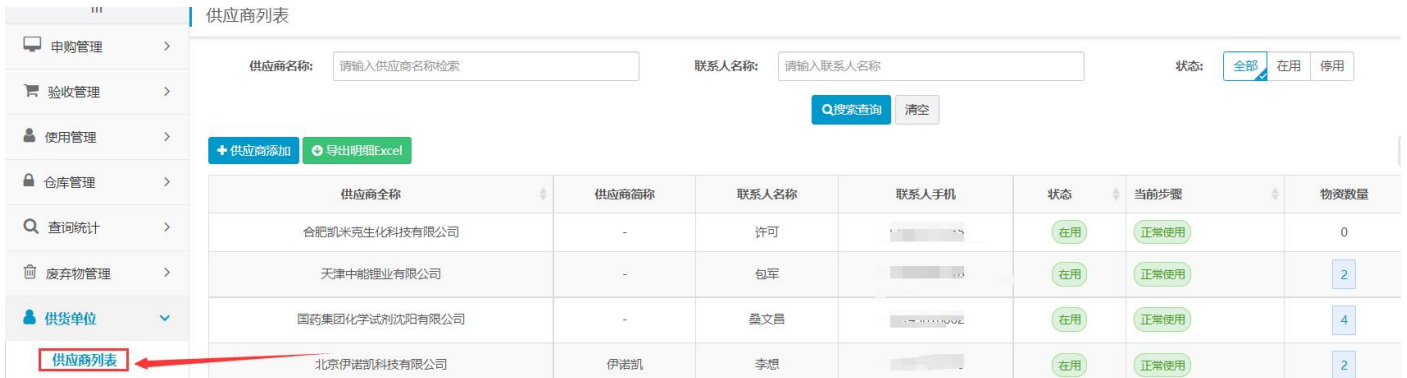 供应商列表
申购管理
供应商名称: 请输入供应商名称检索 联系人名称: 请输入联系人名称 状态: 全部 在用 停用
验收管理
搜索查询 清空
使用管理
供应商添加 导出明细Excel
仓库管理
供应商全称 供应商简称 联系人名称 联系人手机 状态 当前步骤 物资数量
查询统计
合肥凯米克生化科技有限公司 - 许可 在用 正常使用 0
废弃物管理
天津中能锂业有限公司 - 包军 在用 正常使用 2
供货单位
国药集团化学试剂沈阳有限公司 - 桑文昌 在用 正常使用 4
供应商列表
北京伊诺凯科技有限公司 伊诺凯 李想 在用 正常使用 2